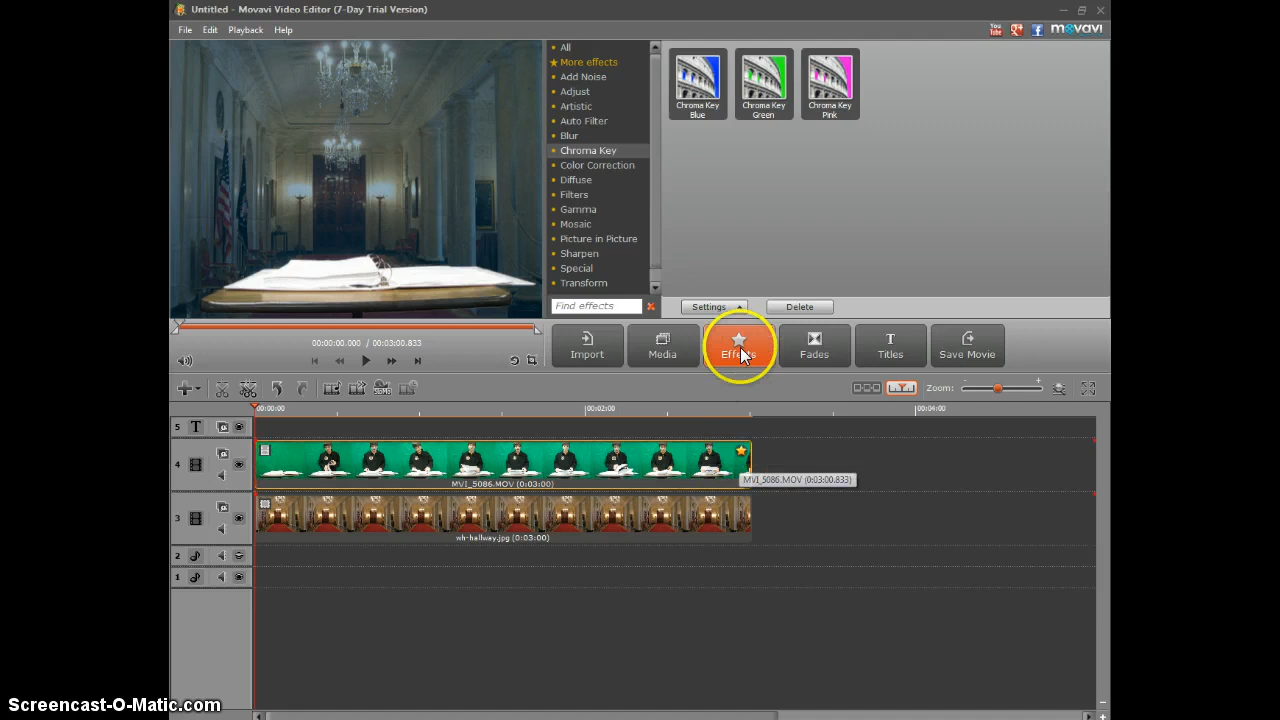 Untitled - Movavi Video Editor (7-Day Trial Version)
File Edit Playback Help
You Tube
movavi
All
More effects
Add Noise
Adjust
Artistic
Auto Filter
Blur
Chroma Key
Color Correction
Diffuse
Filters
Gamma
Mosaic
Picture in Picture
Sharpen
Special
Transform
Find effects
Chroma Key Blue
Chroma Key Green
Chroma Key Pink
Settings
Delete
00:00:00.000 / 00:03:00.833
Import
Media
Effects
Fades
Titles
Save Movie
Zoom:
00:00:00 00:02:00 00:04:00
5 T
4
MVI_5086.MOV (0:03:00)
MVI_5086.MOV (0:03:00.833)
3
wh-hallway.jpg (0:03:00)
2
1
Screencast-O-Matic.com